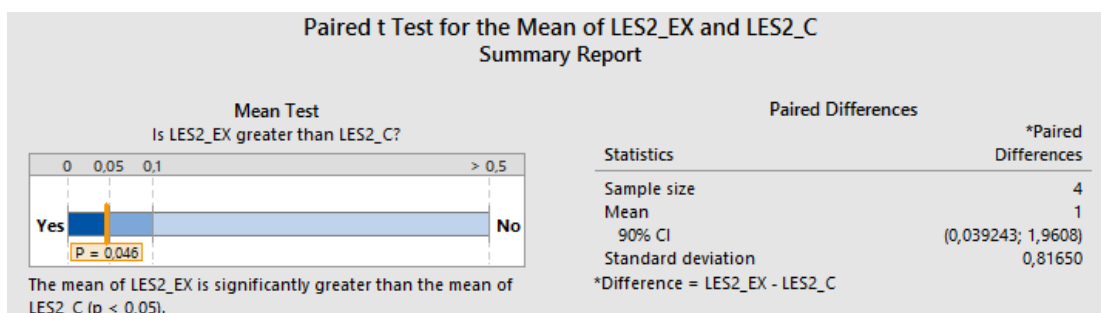 Paired t Test for the Mean of LES2_EX and LES2_C
Summary Report
Mean Test
Is LES2_EX greater than LES2_C?
0 0,05 0,1 > 0,5
Yes No
P = 0,046
The mean of LES2_EX is significantly greater than the mean of
LES2_C (p < 0,05).
Paired Differences
*Paired
Statistics Differences
Sample size 4
Mean 1
90% CI (0,039243; 1,9608)
Standard deviation 0,81650
*Difference = LES2_EX - LES2_C